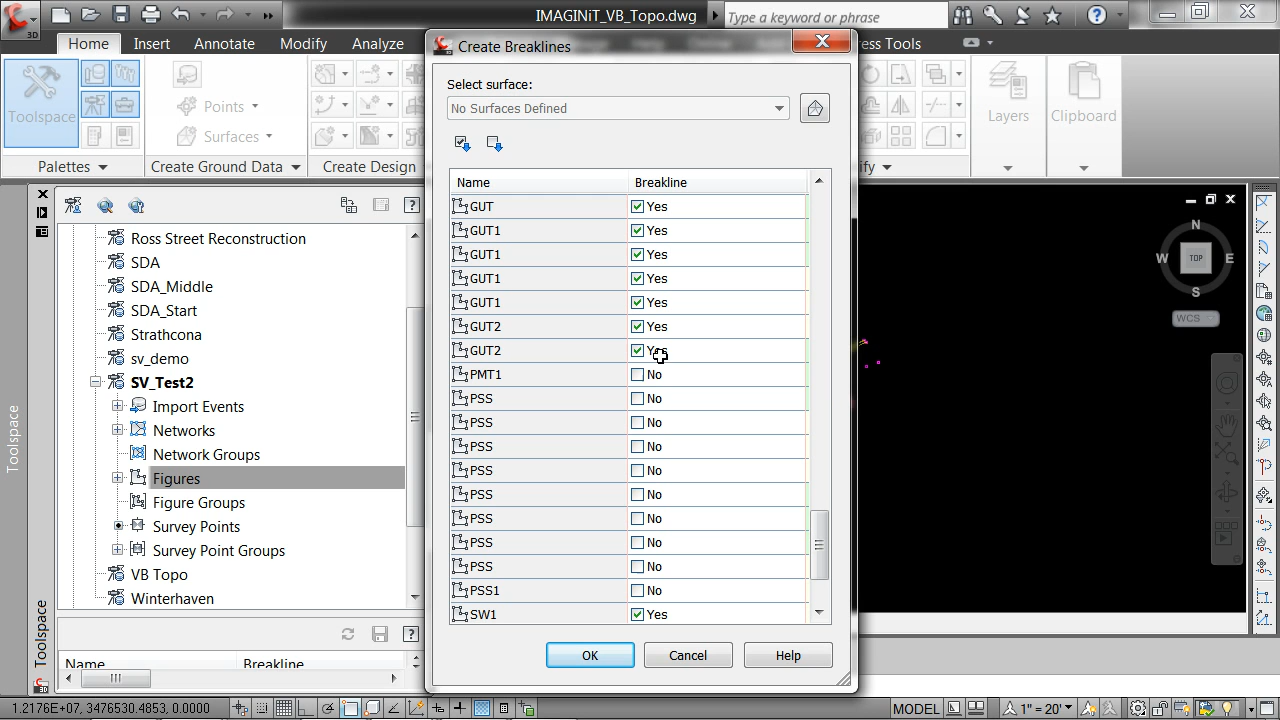 IMAGINiT_VB_Topo.dwg
Type a keyword or phrase
3D
Home
Insert
Annotate
Modify
Analyze
ess Tools
Toolspace
Points
Surfaces
Layers
Clipboard
Palettes
Create Ground Data
Create Design
ify
Create Breaklines
Select surface:
No Surfaces Defined
Name Breakline
GUT Yes
GUT1 Yes
GUT1 Yes
GUT1 Yes
GUT1 Yes
GUT2 Yes
GUT2 Yes
PMT1 No
PSS No
PSS No
PSS No
PSS No
PSS No
PSS No
PSS No
PSS No
PSS1 No
SW1 Yes
OK
Cancel
Help
Ross Street Reconstruction
SDA
SDA_Middle
SDA_Start
Strathcona
sv_demo
SV_Test2
Import Events
Networks
Network Groups
Figures
Figure Groups
Survey Points
Survey Point Groups
VB Topo
Winterhaven
Toolspace
Toolspace
Name Breakline
N
W TOP E
S
WCS
1.2176E+07, 3476530.4853, 0.0000
MODEL
1" = 20'